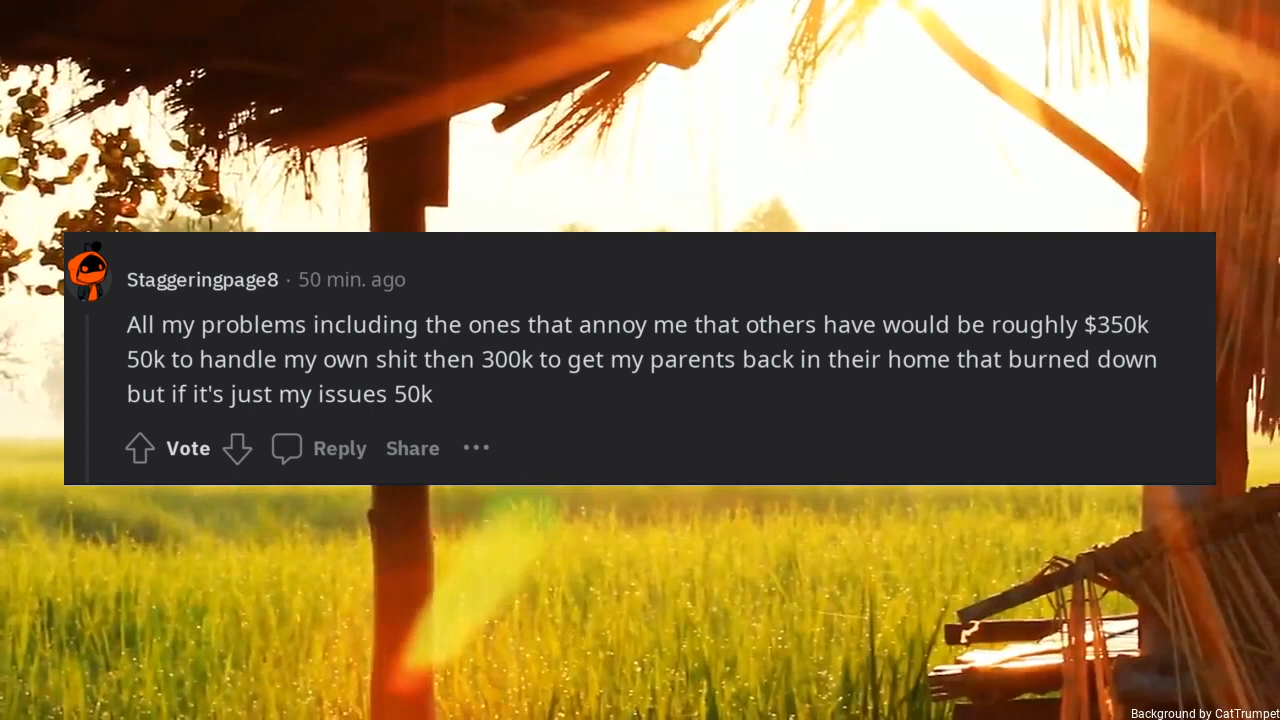 Staggeringpage8 · 50 min. ago
All my problems including the ones that annoy me that others have would be roughly $350k
50k to handle my own shit then 300k to get my parents back in their home that burned down
but if it's just my issues 50k
Vote Reply Share ···
Background by CatTrumpet